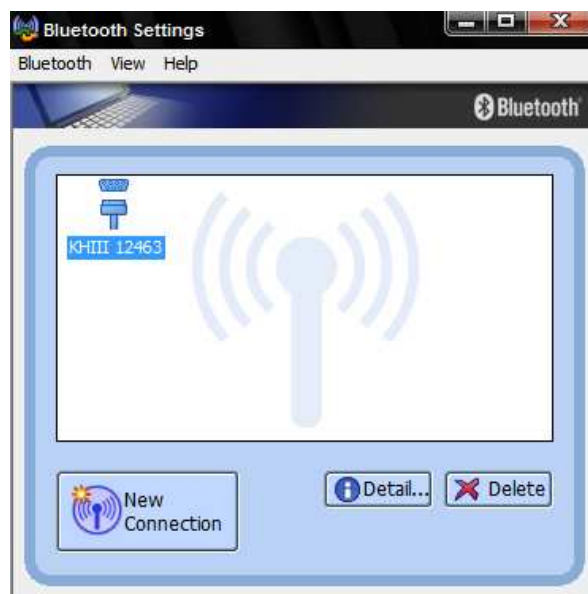 Bluetooth Settings
Bluetooth View Help
Bluetooth
KHIII 12463
New
Connection
Detail...
Delete